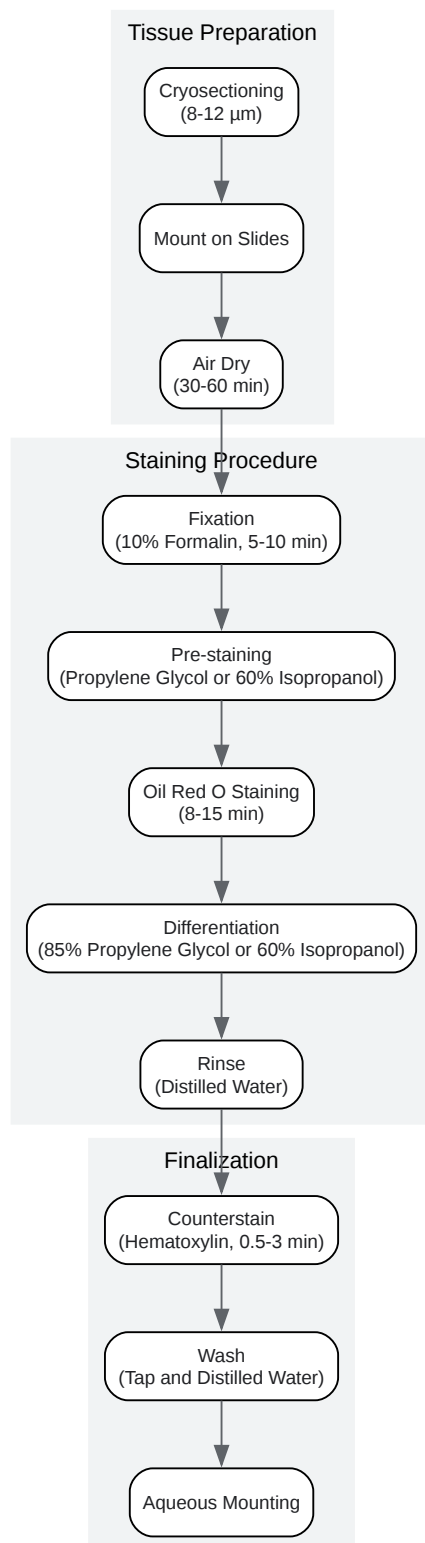 Tissue Preparation
Cryosectioning
(8-12 µm)
Mount on Slides
Air Dry
(30-60 min)
Staining Procedure
Fixation
(10% Formalin, 5-10 min)
Pre-staining
(Propylene Glycol or 60% Isopropanol)
Oil Red O Staining
(8-15 min)
Differentiation
(85% Propylene Glycol or 60% Isopropanol)
Rinse
(Distilled Water)
Finalization
Counterstain
(Hematoxylin, 0.5-3 min)
Wash
(Tap and Distilled Water)
Aqueous Mounting